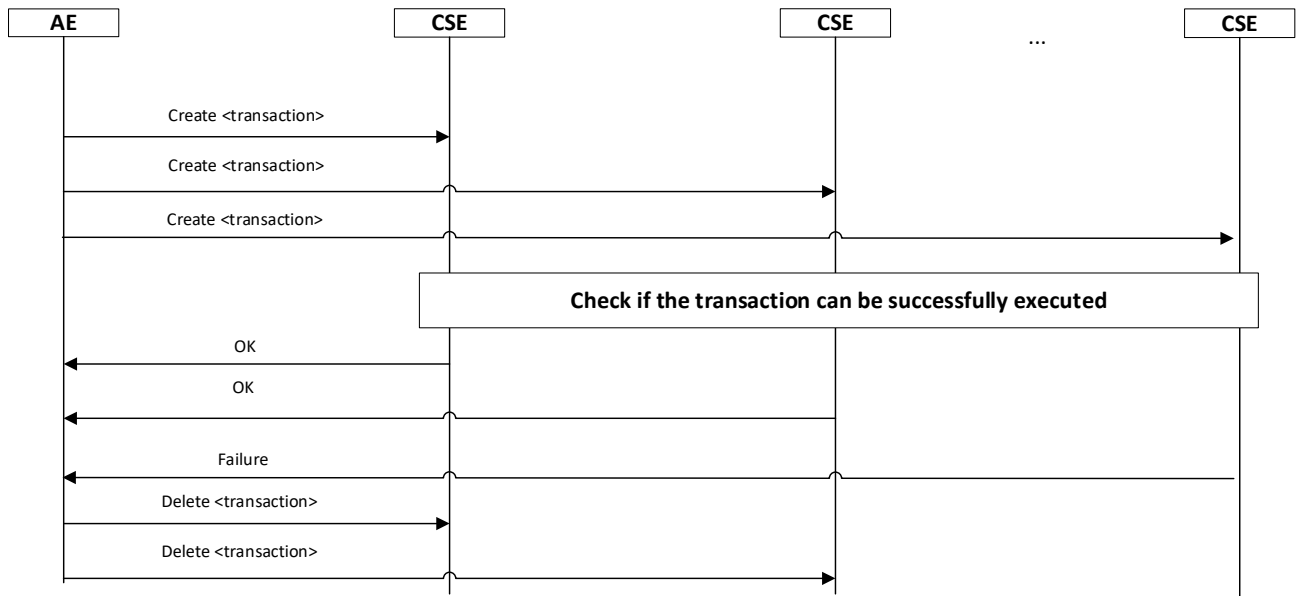 AE
CSE
CSE
...
CSE
Create <transaction>
Create <transaction>
Create <transaction>
Check if the transaction can be successfully executed
OK
OK
Failure
Delete <transaction>
Delete <transaction>